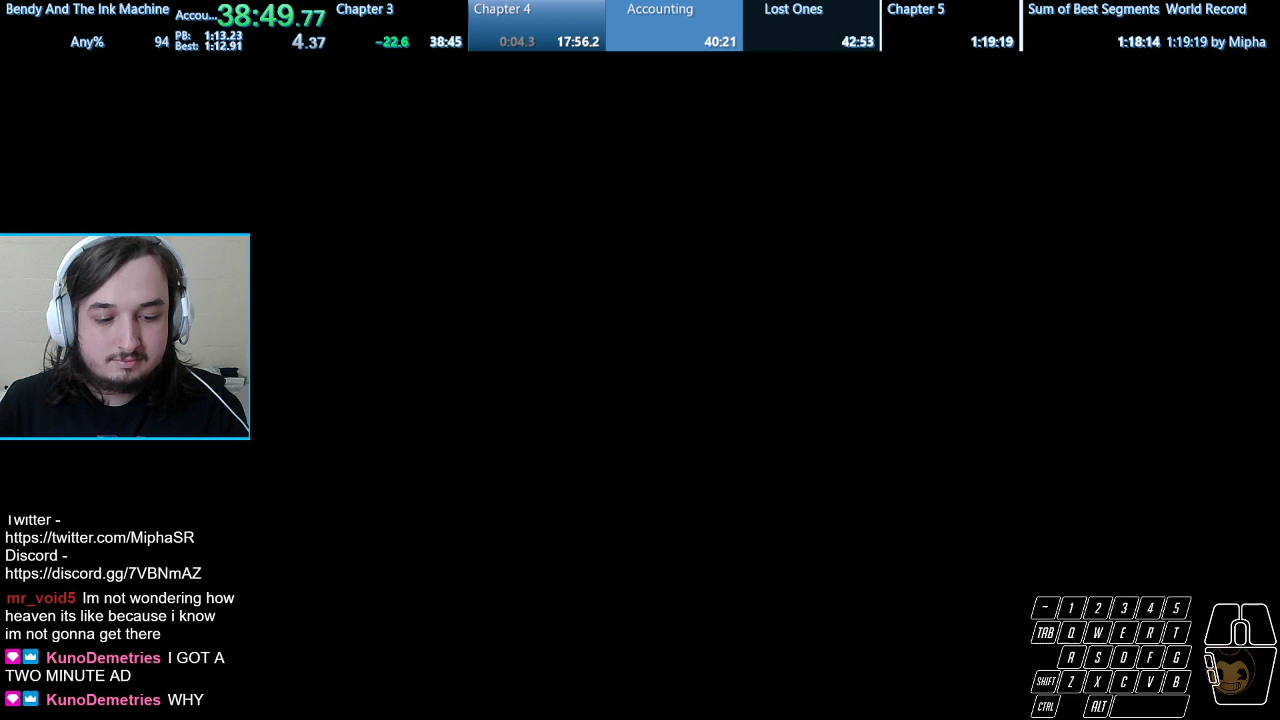 Bendy And The Ink Machine
Any% 94
Accou...
38:49.77
PB: 1:13.23
Best: 1:12.91
4.37
Chapter 3
-22.6 38:45
Chapter 4
0:04.3 17:56.2
Accounting
40:21
Lost Ones
42:53
Chapter 5
1:19:19
Sum of Best Segments
1:18:14
World Record
1:19:19 by Mipha
Twitter -
https://twitter.com/MiphaSR
Discord -
https://discord.gg/7VBNmAZ
mr_void5 Im not wondering how
heaven its like because i know
im not gonna get there
KunoDemetries I GOT A
TWO MINUTE AD
KunoDemetries WHY
~ 1 2 3 4 5
TAB Q W E R T
A S D F G
SHIFT Z X C V B
CTRL ALT